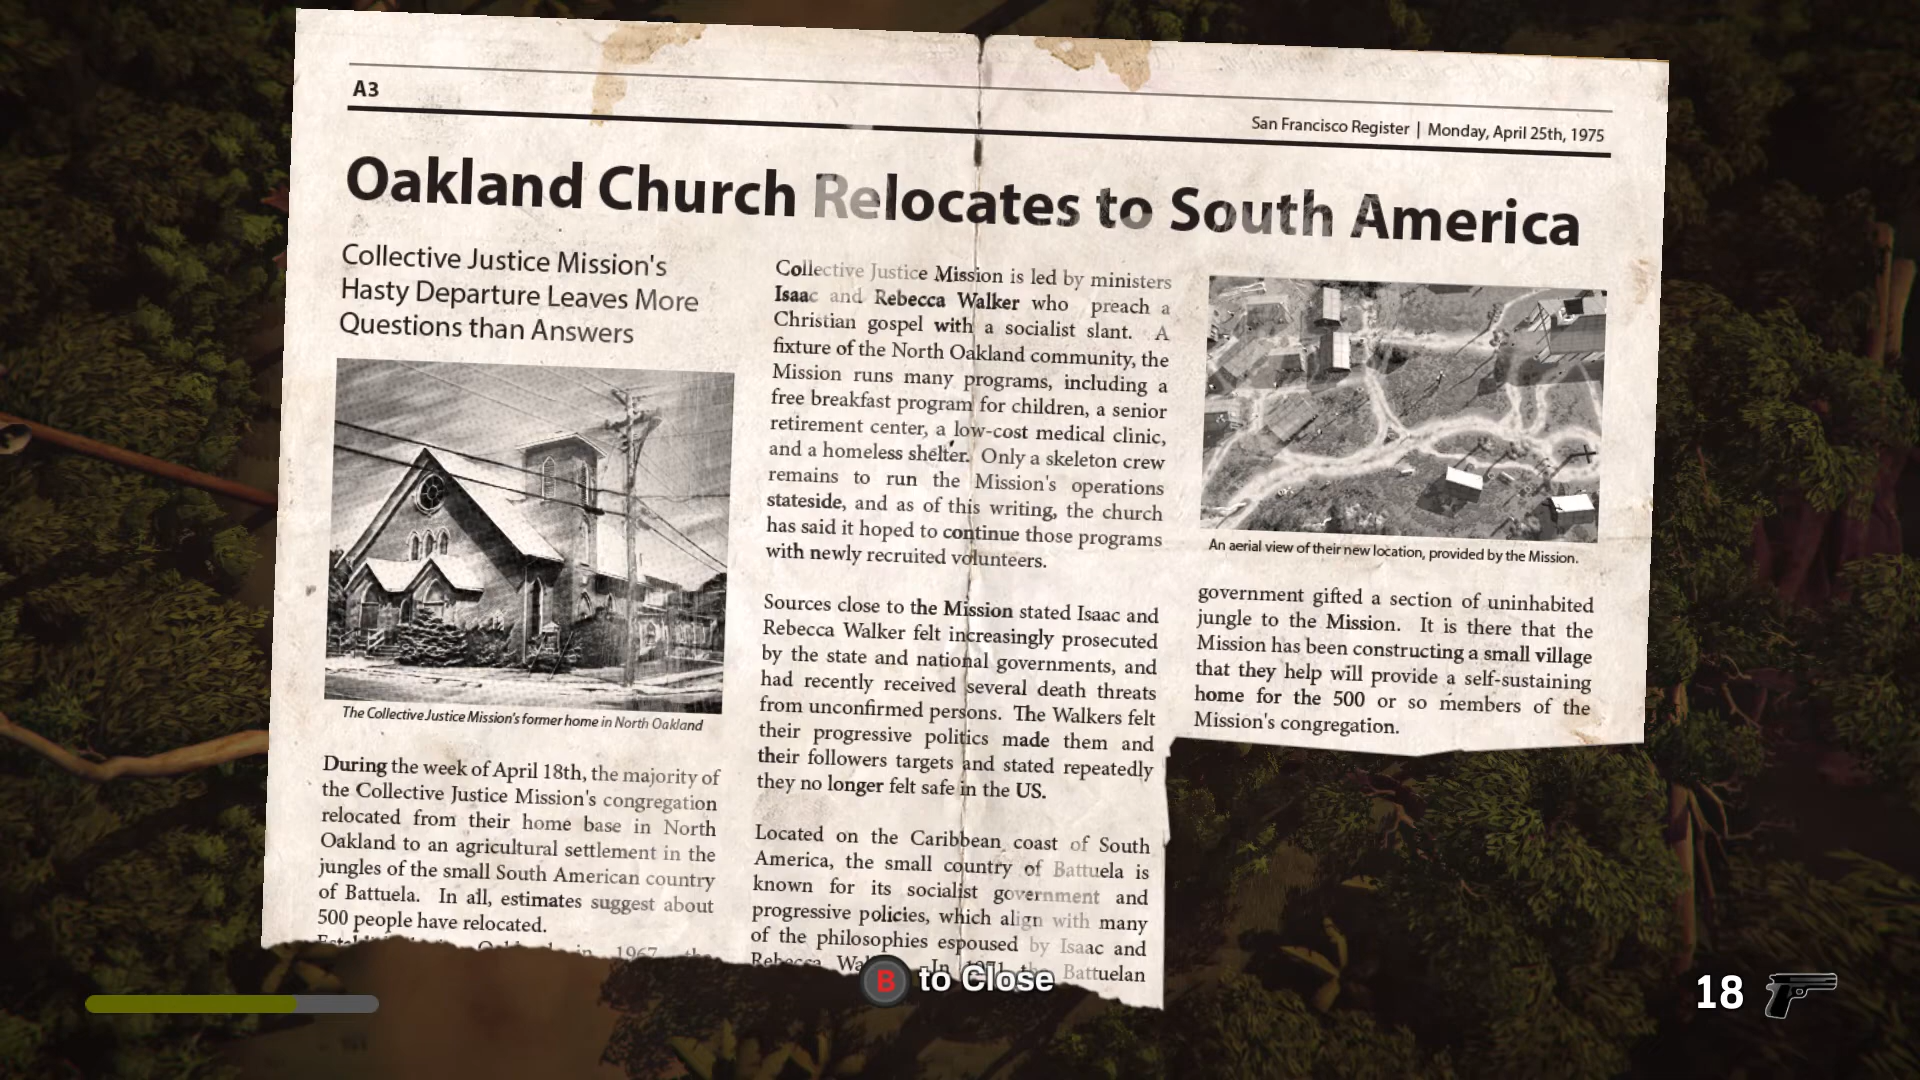 A3
San Francisco Register | Monday, April 25th, 1975
Oakland Church Relocates to South America
Collective Justice Mission's
Hasty Departure Leaves More
Questions than Answers
The Collective Justice Mission's former home in North Oakland
During the week of April 18th, the majority of
the Collective Justice Mission's congregation
relocated from their home base in North
Oakland to an agricultural settlement in the
jungles of the small South American country
of Battuela. In all, estimates suggest about
500 people have relocated.
in 1967, the
Collective Justice Mission is led by ministers
Isaac and Rebecca Walker who preach a
Christian gospel with a socialist slant. A
fixture of the North Oakland community, the
Mission runs many programs, including a
free breakfast program for children, a senior
retirement center, a low-cost medical clinic,
and a homeless shelter. Only a skeleton crew
remains to run the Mission's operations
stateside, and as of this writing, the church
has said it hoped to continue those programs
with newly recruited volunteers.
Sources close to the Mission stated Isaac and
Rebecca Walker felt increasingly prosecuted
by the state and national governments, and
had recently received several death threats
from unconfirmed persons. The Walkers felt
their progressive politics made them and
their followers targets and stated repeatedly
they no longer felt safe in the US.
Located on the Caribbean coast of South
America, the small country of Battuela is
known for its socialist government and
progressive policies, which align with many
of the philosophies espoused by Isaac and
Rebecca In 1971 the Battuelan
An aerial view of their new location, provided by the Mission.
government gifted a section of uninhabited
jungle to the Mission. It is there that the
Mission has been constructing a small village
that they help will provide a self-sustaining
home for the 500 or so members of the
Mission's congregation.
B to Close
18